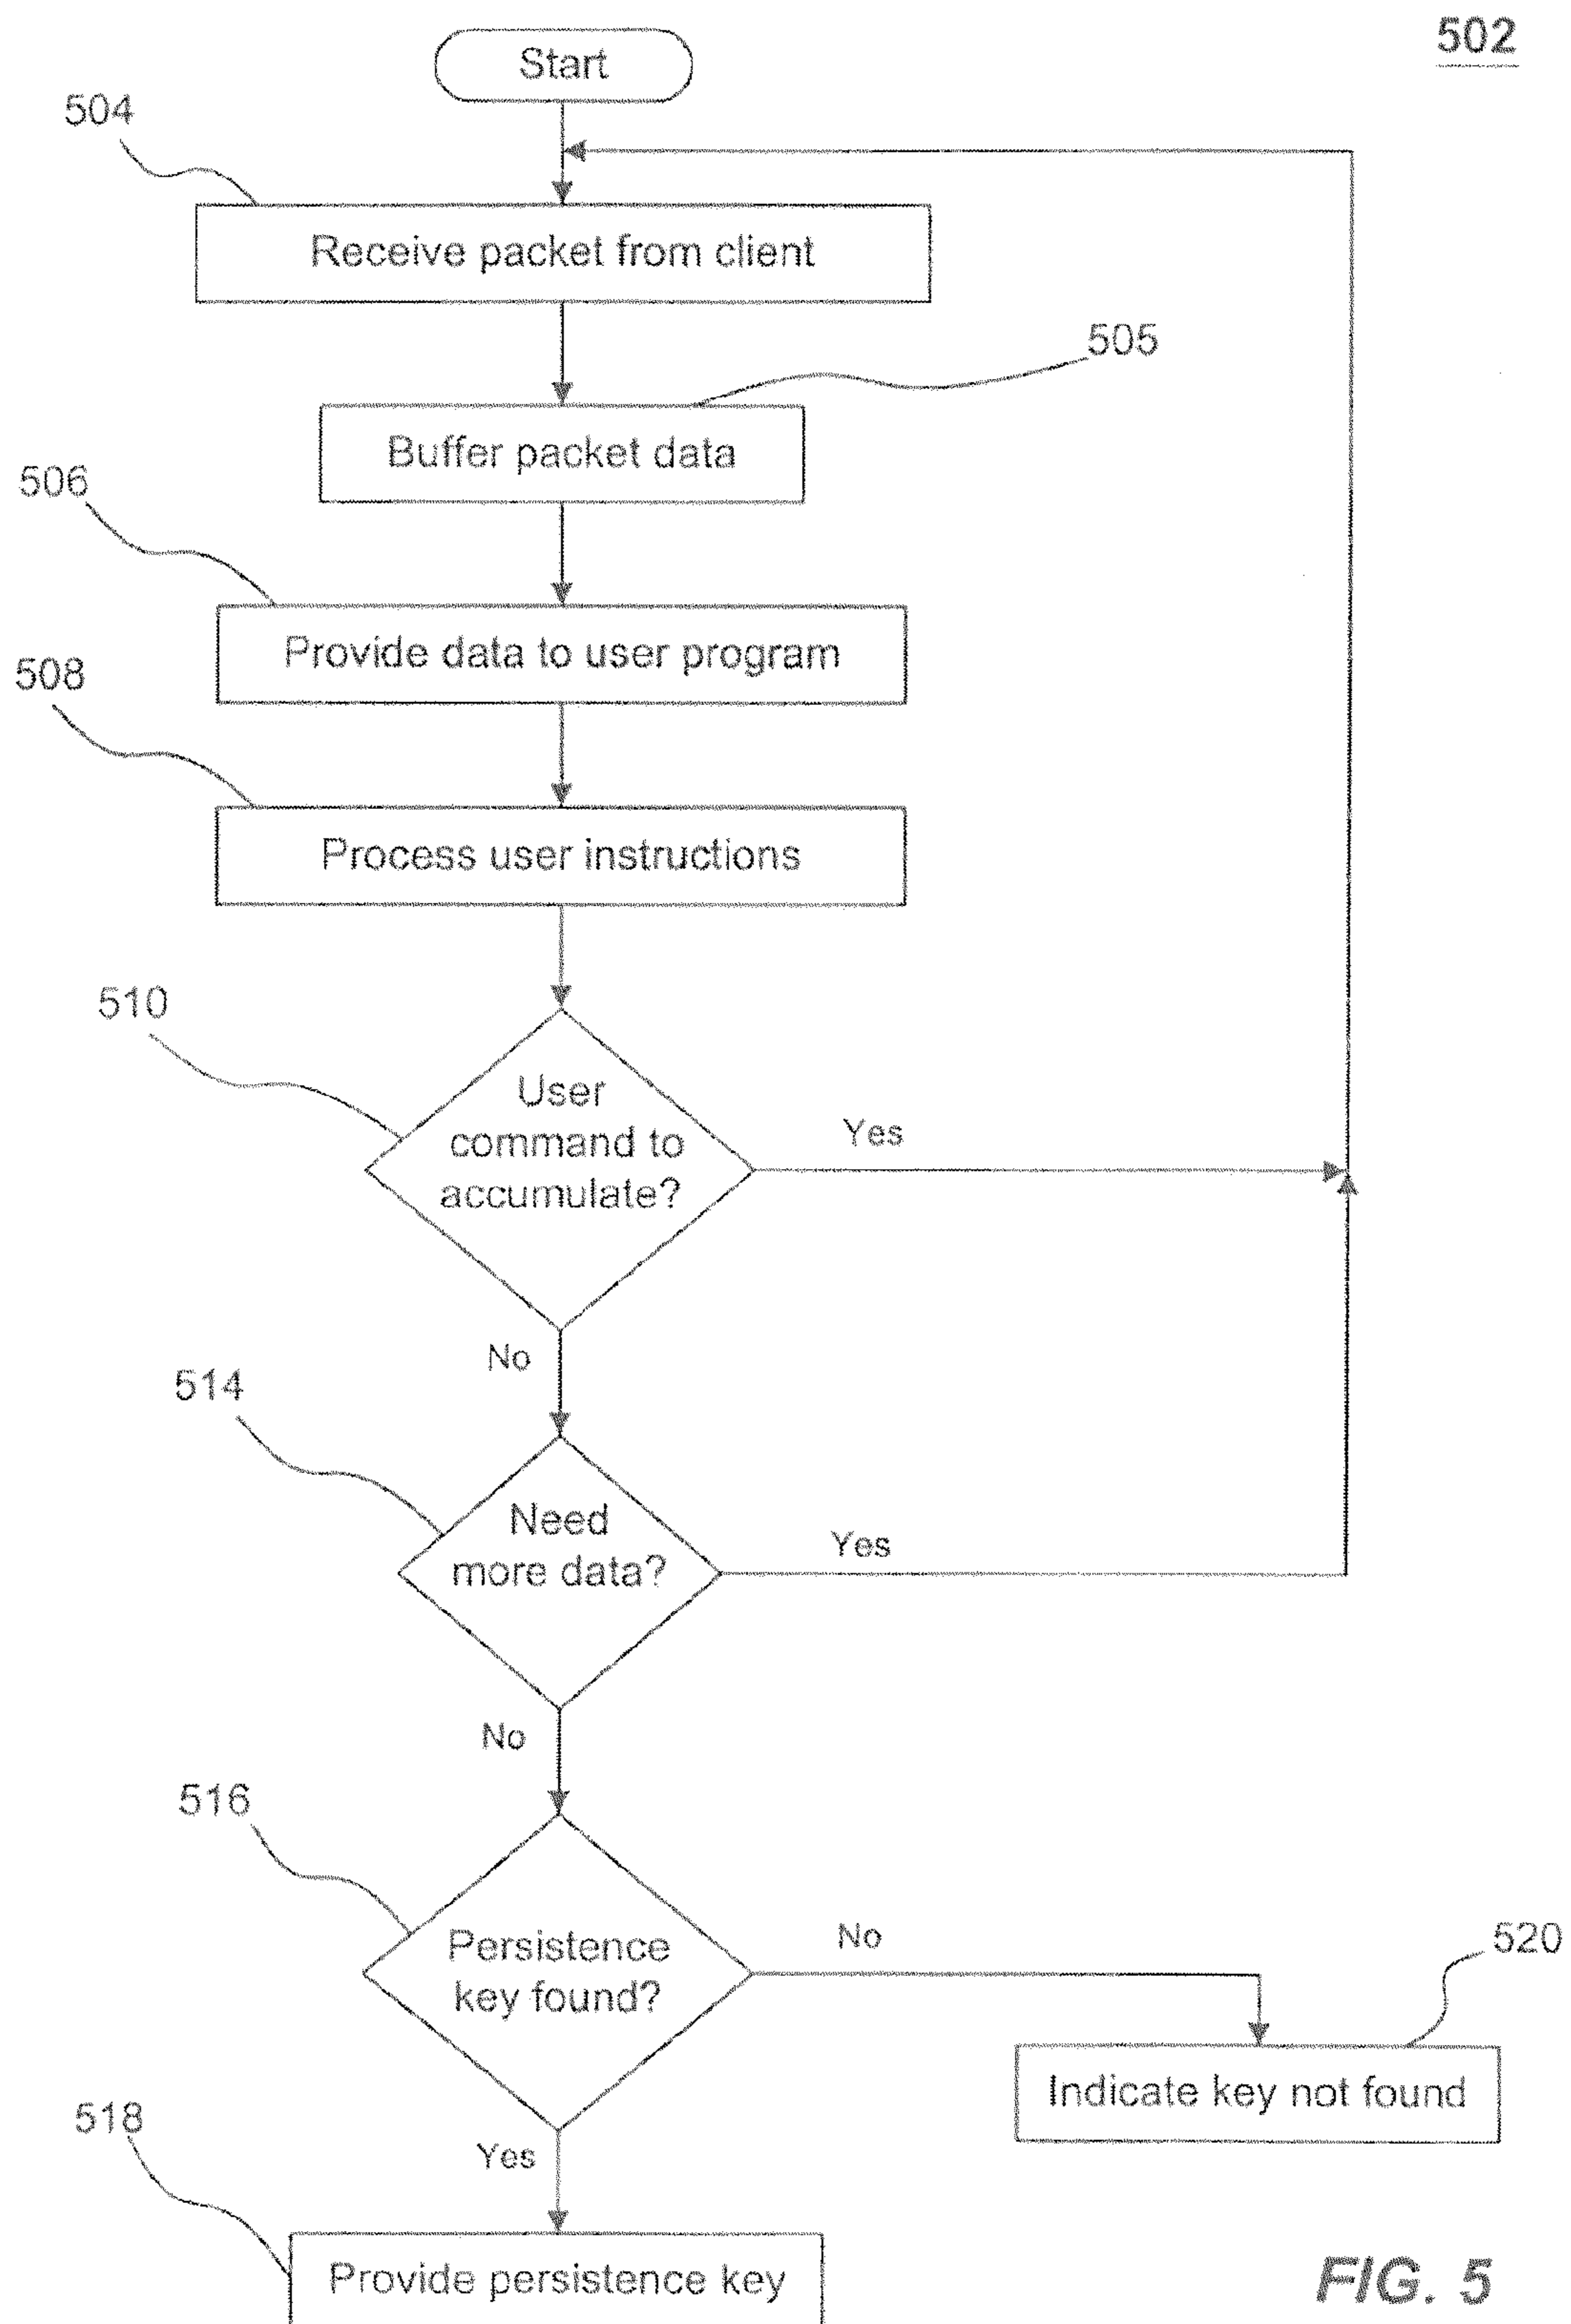 502
Start
504
Receive packet from client
505
Buffer packet data
506
Provide data to user program
508
Process user instructions
510
User
command to
accumulate?
Yes
No
514
Need
more data?
Yes
No
516
Persistence
key found?
No
520
Indicate key not found
Yes
518
Provide persistence key
FIG. 5